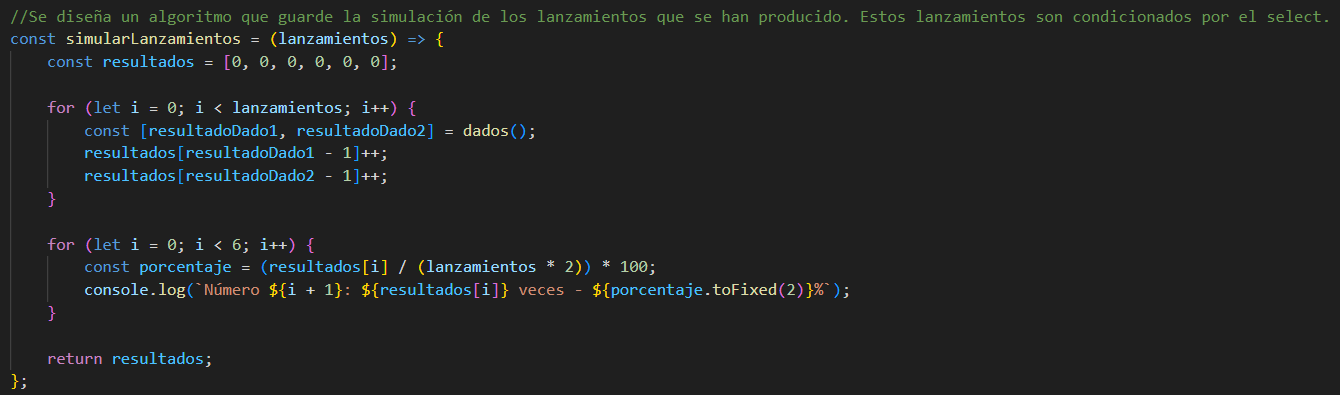 //Se diseña un algoritmo que guarde la simulación de los lanzamientos que se han producido. Estos lanzamientos son condicionados por el select.
const simularLanzamientos = (lanzamientos) => {
    const resultados = [0, 0, 0, 0, 0, 0];

    for (let i = 0; i < lanzamientos; i++) {
        const [resultadoDado1, resultadoDado2] = dados();
        resultados[resultadoDado1 - 1]++;
        resultados[resultadoDado2 - 1]++;
    }

    for (let i = 0; i < 6; i++) {
        const porcentaje = (resultados[i] / (lanzamientos * 2)) * 100;
        console.log(`Número ${i + 1}: ${resultados[i]} veces - ${porcentaje.toFixed(2)}%`);
    }

    return resultados;
};